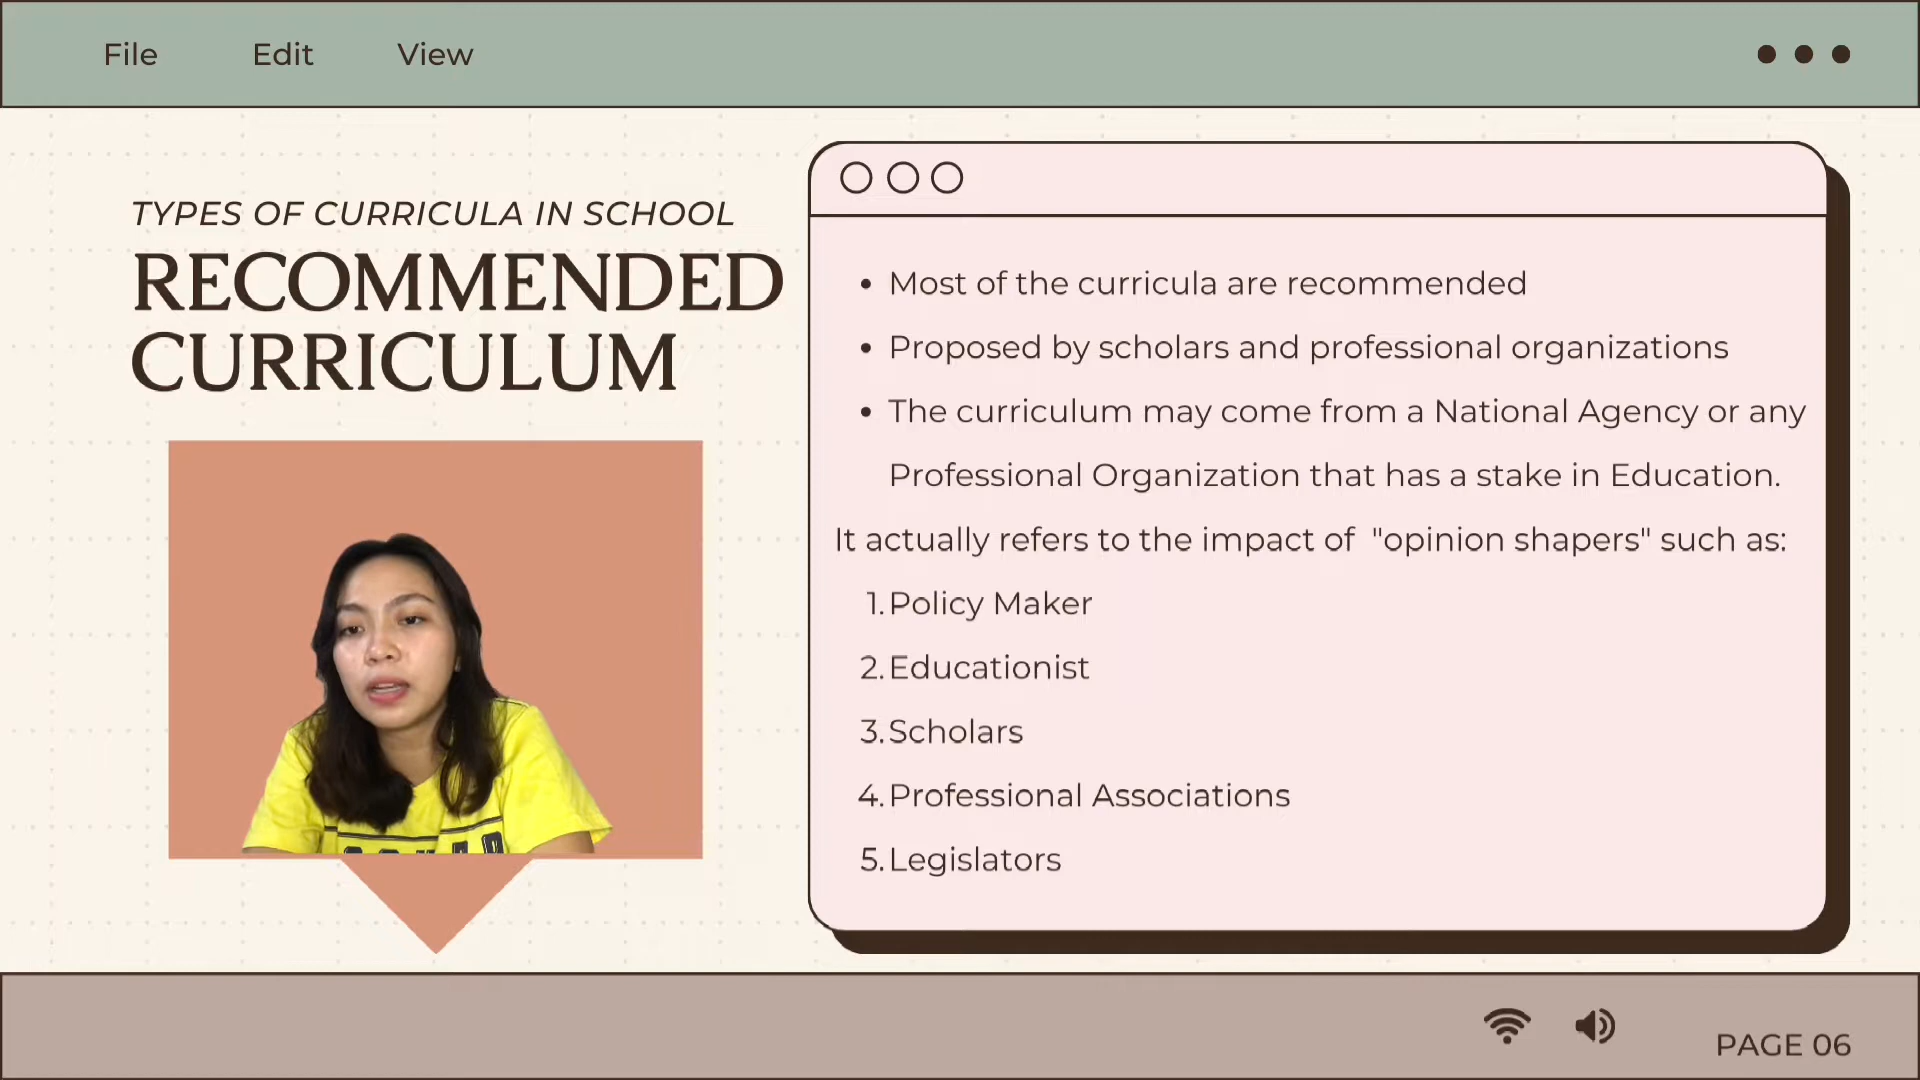 File Edit View
TYPES OF CURRICULA IN SCHOOL
RECOMMENDED
CURRICULUM
• Most of the curricula are recommended
• Proposed by scholars and professional organizations
• The curriculum may come from a National Agency or any
Professional Organization that has a stake in Education.
It actually refers to the impact of "opinion shapers" such as:
1. Policy Maker
2. Educationist
3. Scholars
4. Professional Associations
5. Legislators
PAGE 06